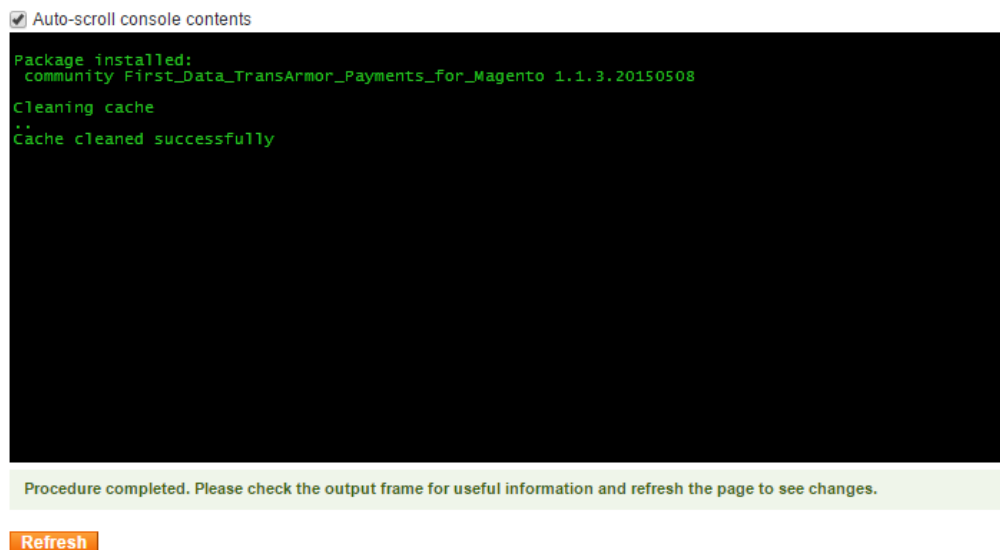 Auto-scroll console contents
Package installed:
community First_Data_TransArmor_Payments_for_Magento 1.1.3.20150508
Cleaning cache
..
Cache cleaned successfully
Procedure completed. Please check the output frame for useful information and refresh the page to see changes.
Refresh